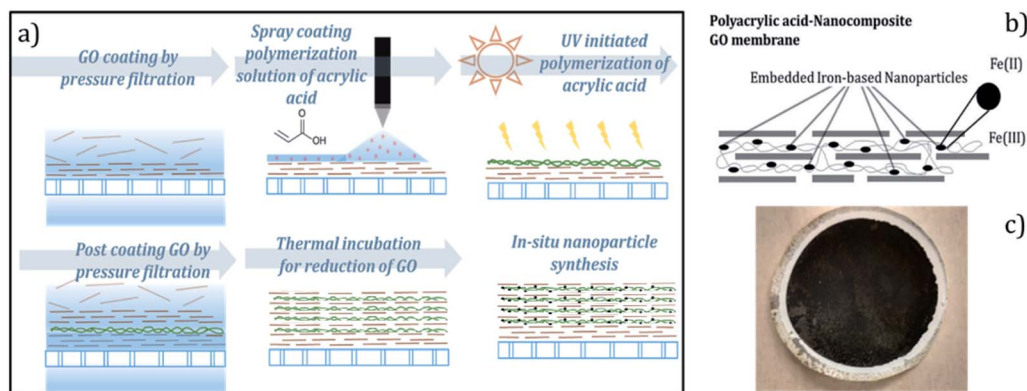 a)
GO coating by
pressure filtration
Spray coating
polymerization
solution of acrylic
acid
UV initiated
polymerization of
acrylic acid
O
OH
Post coating GO by
pressure filtration
Thermal incubation
for reduction of GO
In-situ nanoparticle
synthesis
b)
Polyacrylic acid-Nanocomposite
GO membrane
Fe(II)
Embedded Iron-based Nanoparticles
Fe(III)
c)